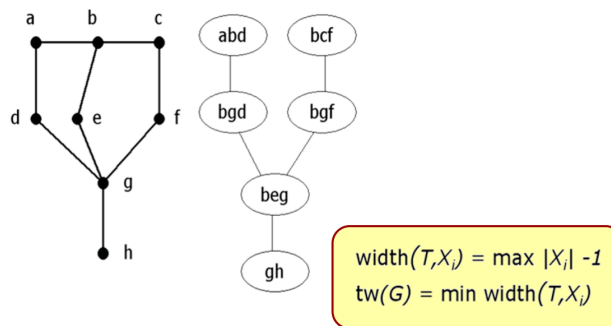 a b c
d e f
g
h
abd bcf
bgd bgf
beg
gh
width(T,Xᵢ) = max |Xᵢ| -1
tw(G) = min width(T,Xᵢ)